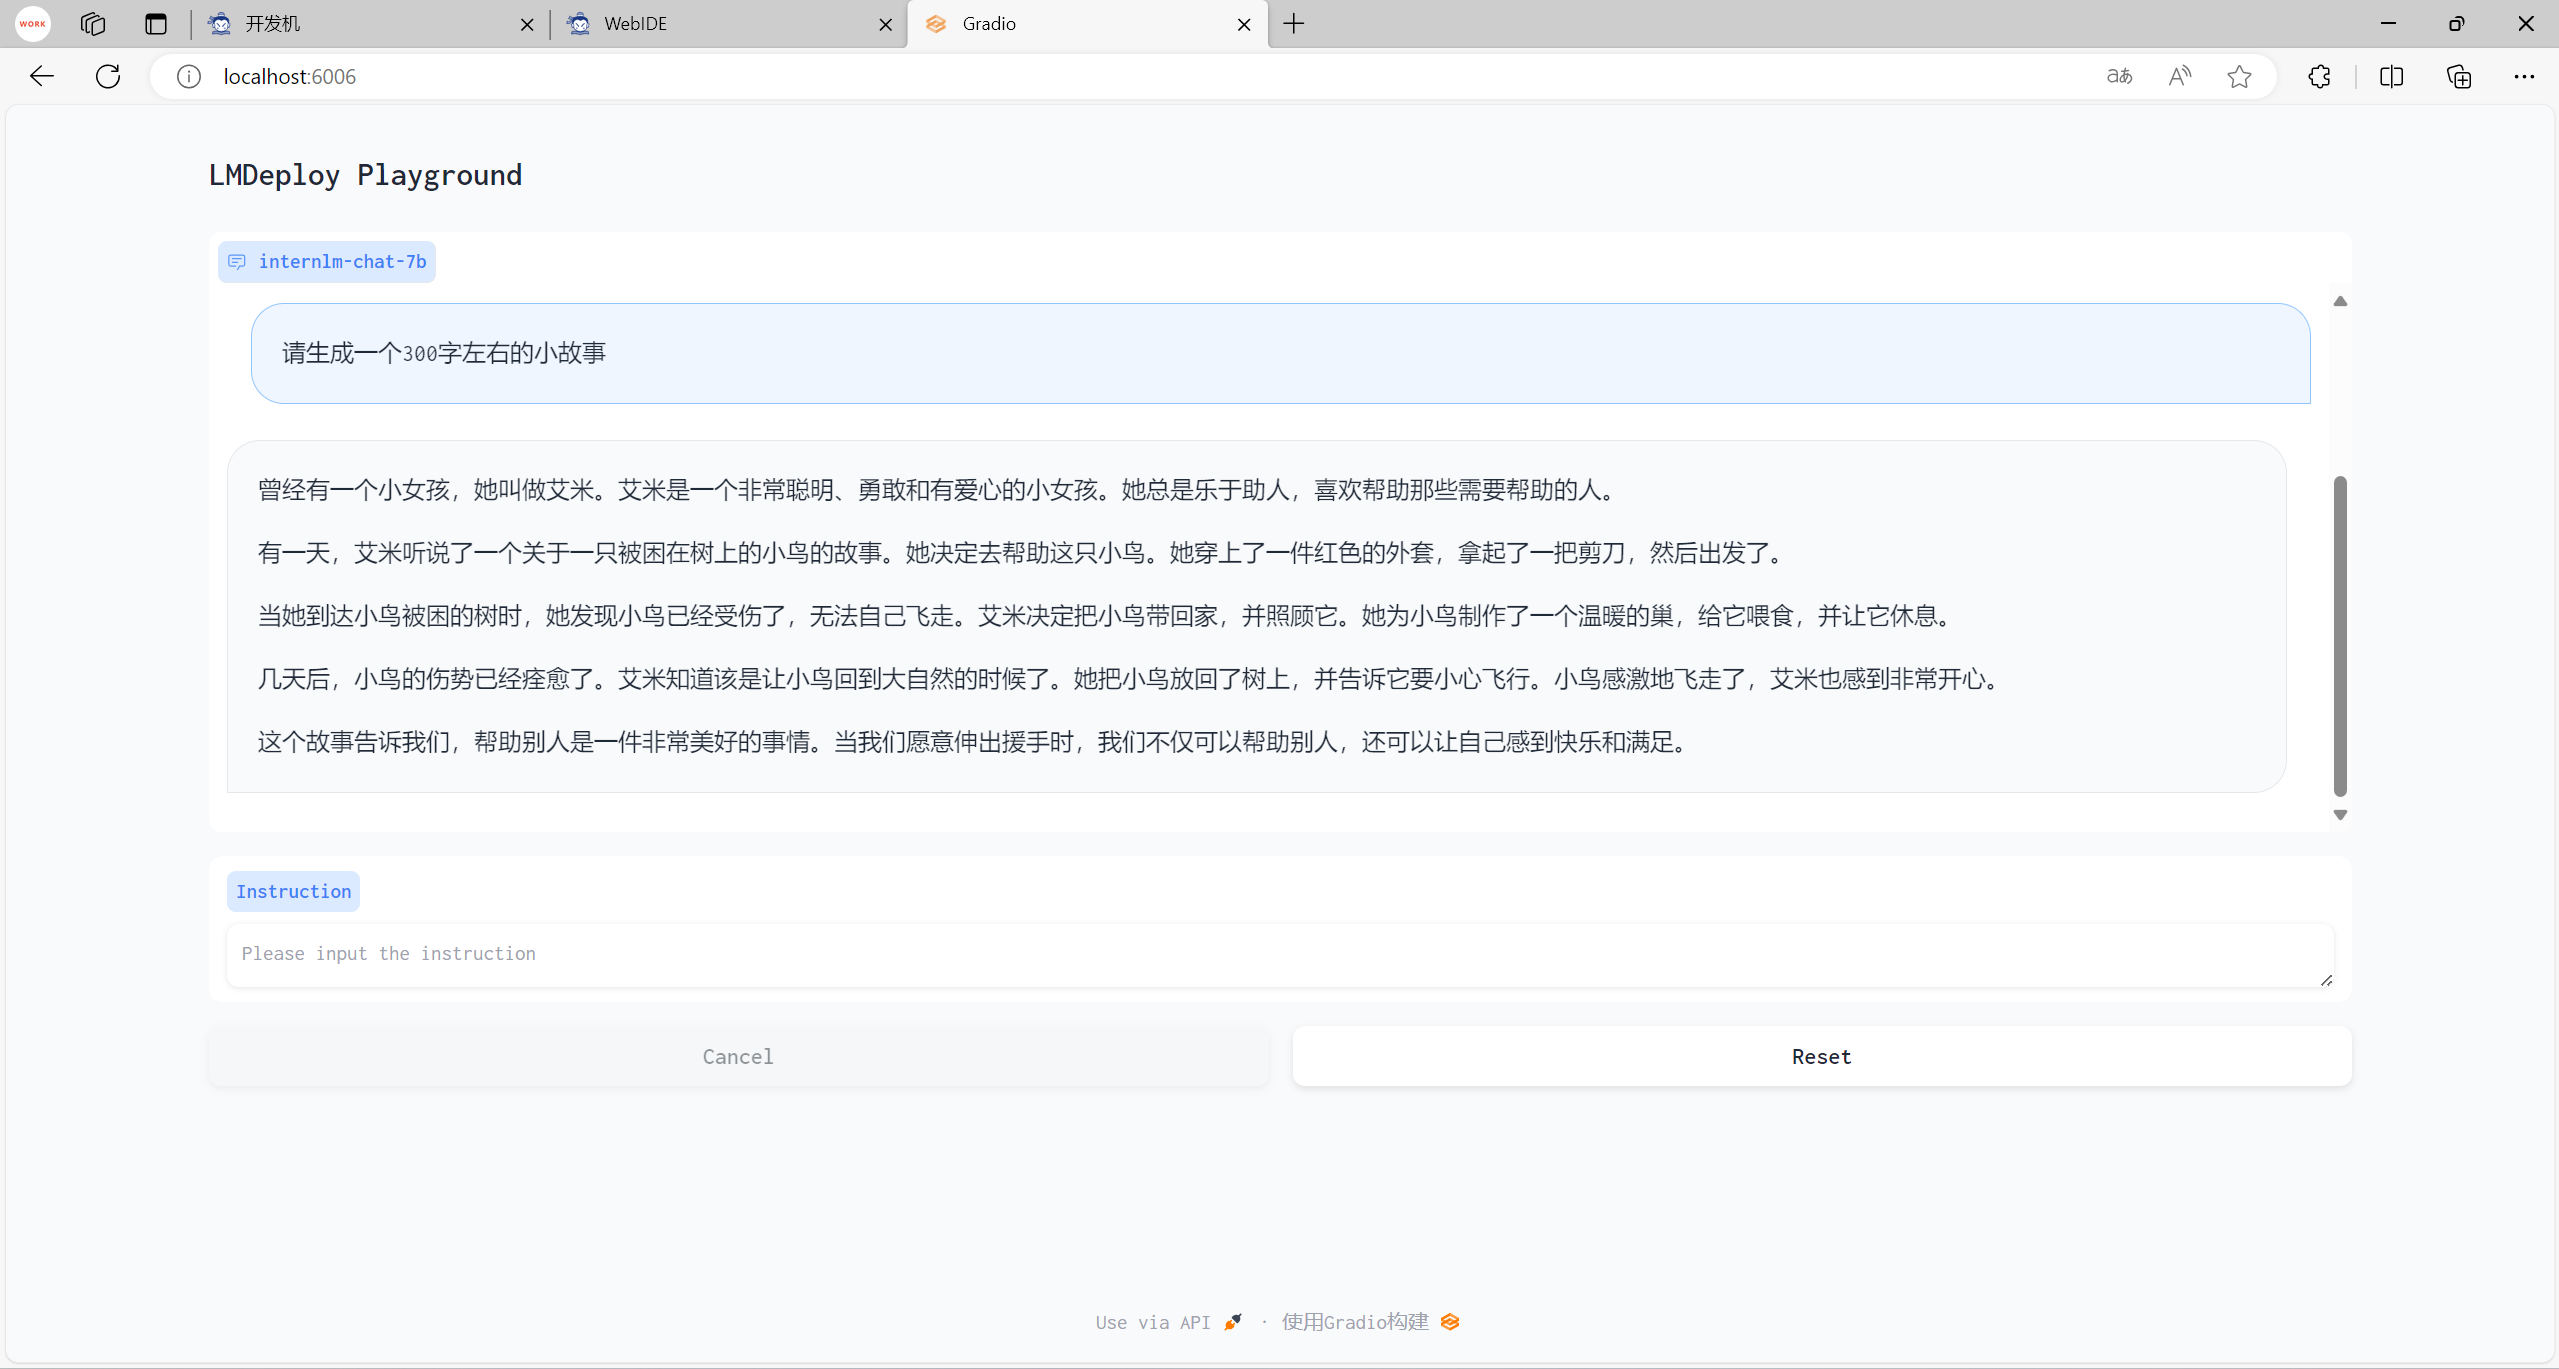 WORK
开发机
WebIDE
Gradio
localhost:6006
LMDeploy Playground
internlm-chat-7b
请生成一个300字左右的小故事
曾经有一个小女孩，她叫做艾米。艾米是一个非常聪明、勇敢和有爱心的小女孩。她总是乐于助人，喜欢帮助那些需要帮助的人。
有一天，艾米听说了一个关于一只被困在树上的小鸟的故事。她决定去帮助这只小鸟。她穿上了一件红色的外套，拿起了一把剪刀，然后出发了。
当她到达小鸟被困的树时，她发现小鸟已经受伤了，无法自己飞走。艾米决定把小鸟带回家，并照顾它。她为小鸟制作了一个温暖的巢，给它喂食，并让它休息。
几天后，小鸟的伤势已经痊愈了。艾米知道该是让小鸟回到大自然的时候了。她把小鸟放回了树上，并告诉它要小心飞行。小鸟感激地飞走了，艾米也感到非常开心。
这个故事告诉我们，帮助别人是一件非常美好的事情。当我们愿意伸出援手时，我们不仅可以帮助别人，还可以让自己感到快乐和满足。
Instruction
Please input the instruction
Cancel
Reset
Use via API · 使用Gradio构建